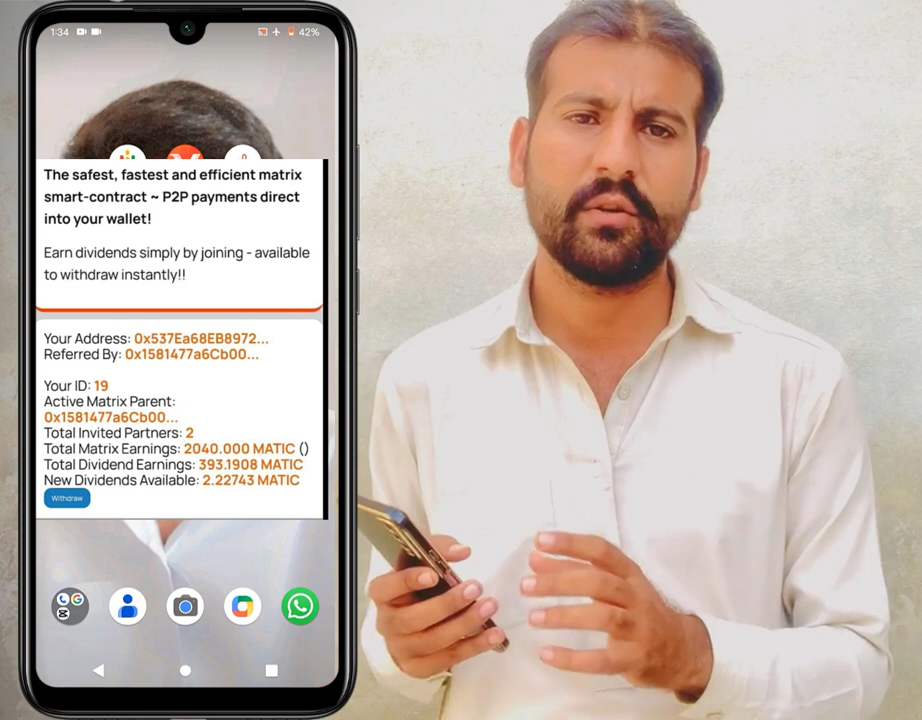 1:34
42%
The safest, fastest and efficient matrix
smart-contract ~ P2P payments direct
into your wallet!
Earn dividends simply by joining - available
to withdraw instantly!!
Your Address: 0x537Ea68EB8972...
Referred By: 0x1581477a6Cb00...
Your ID: 19
Active Matrix Parent:
0x1581477a6Cb00...
Total Invited Partners: 2
Total Matrix Earnings: 2040.000 MATIC ()
Total Dividend Earnings: 393.1908 MATIC
New Dividends Available: 2.22743 MATIC
Withdraw